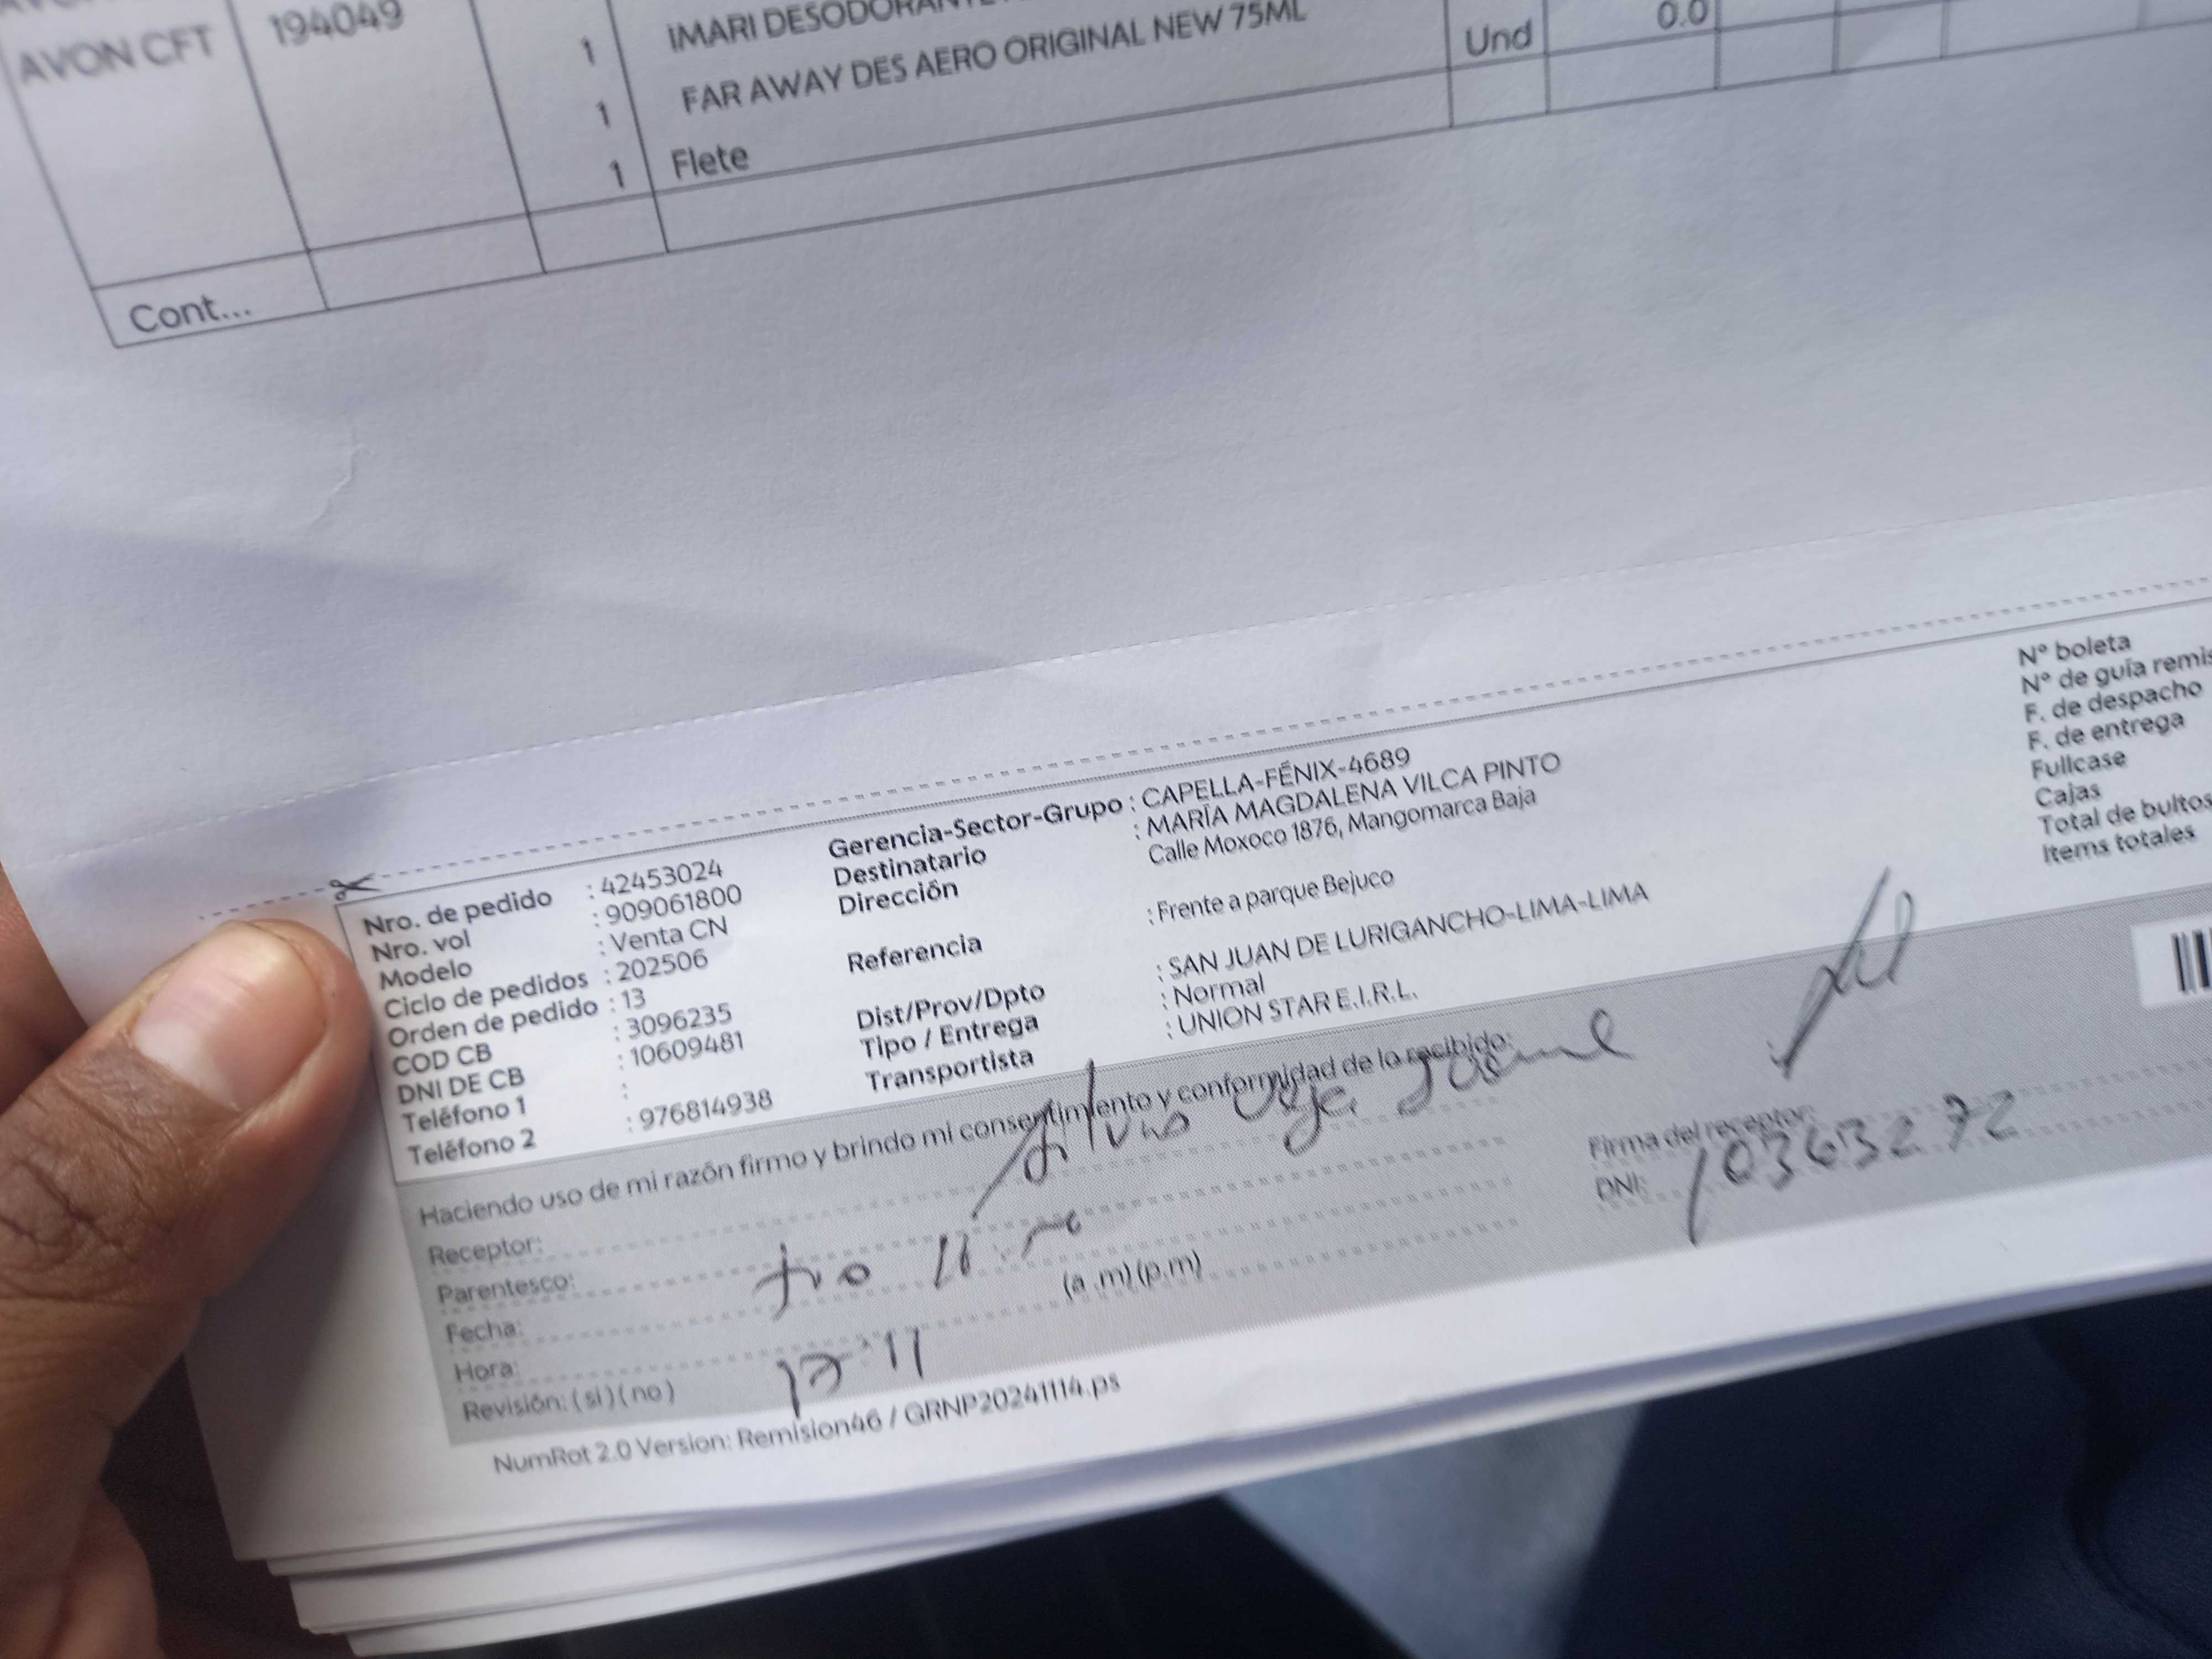 AVON CFT 194049 1 IMARI DESODORANTE
1 FAR AWAY DES AERO ORIGINAL NEW 75ML Und 0.0
1 Flete
Cont...
Nro. de pedido : 42453024
Nro. vol : 909061800
Modelo : Venta CN
Ciclo de pedidos : 202506
Orden de pedido : 13
COD CB : 3096235
DNI DE CB : 10609481
Teléfono 1 :
Teléfono 2 : 976814938
Gerencia-Sector-Grupo : CAPELLA-FÉNIX-4689
Destinatario : MARÍA MAGDALENA VILCA PINTO
Dirección Calle Moxoco 1876, Mangomarca Baja
Referencia : Frente a parque Bejuco
Dist/Prov/Dpto : SAN JUAN DE LURIGANCHO-LIMA-LIMA
Tipo / Entrega : Normal
Transportista : UNION STAR E.I.R.L.
N° boleta
N° de guía remis
F. de despacho
F. de entrega
Fullcase
Cajas
Total de bultos
Items totales
Haciendo uso de mi razón firmo y brindo mi consentimiento y conformidad de lo recibido:
Receptor:
Parentesco:
Fecha:
Hora: (a .m) (p.m)
Revisión: ( si ) ( no )
Firma del receptor:
DNI: 10363272
NumRot 2.0 Version: Remision46 / GRNP20241114.ps